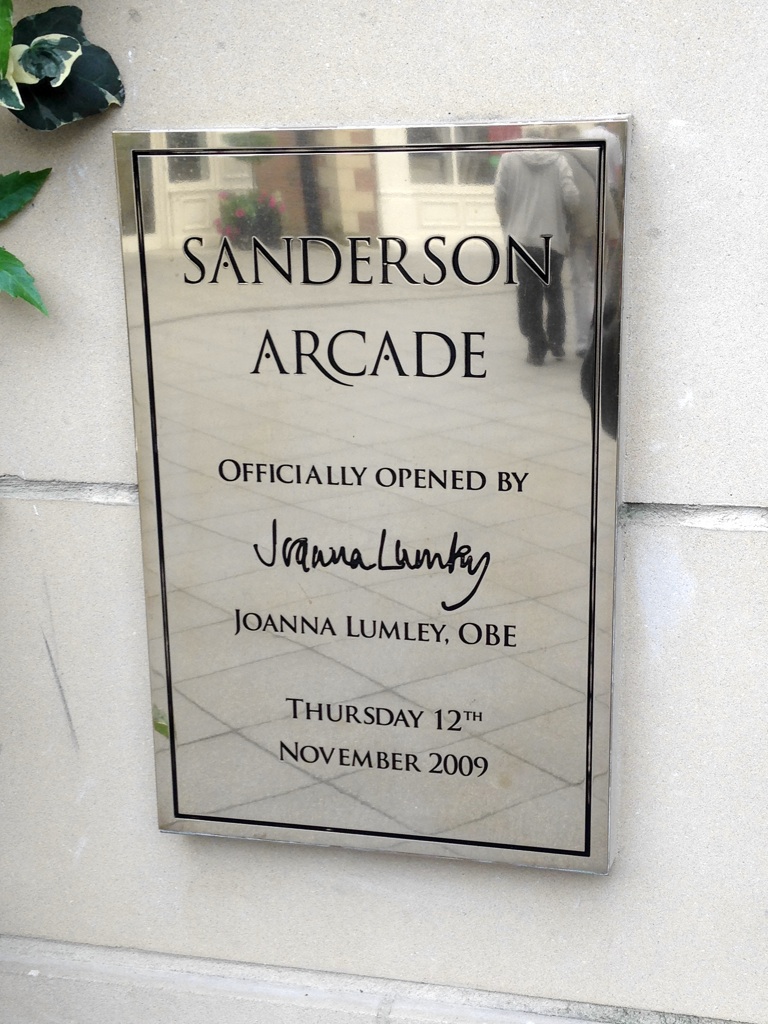 SANDERSON
ARCADE
OFFICIALLY OPENED BY
Joanna Lumley
JOANNA LUMLEY, OBE
THURSDAY 12TH
NOVEMBER 2009